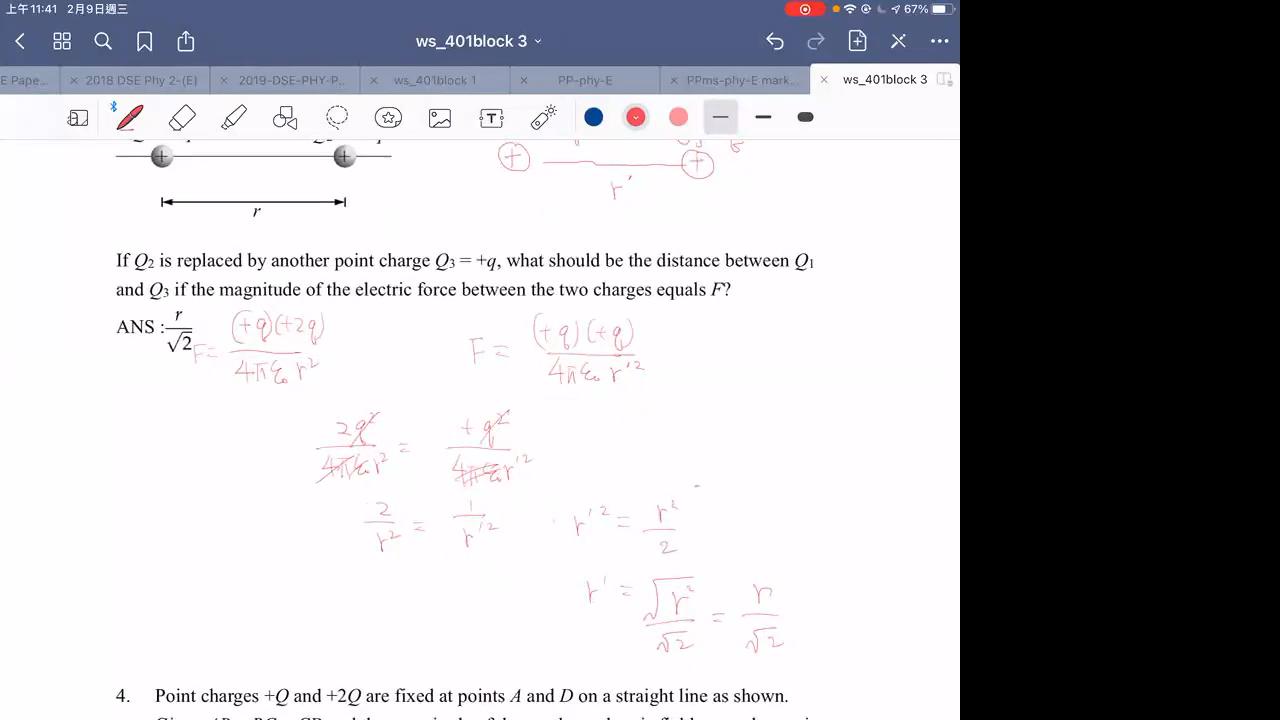 上午11:41 2月9日週三
67%
ws_401block 3
E Pape... × 2018 DSE Phy 2-(E) × 2019-DSE-PHY-P... × ws_401block 1 × PP-phy-E × PPms-phy-E mark... × ws_401block 3
r'
r
If Q₂ is replaced by another point charge Q₃ = +q, what should be the distance between Q₁
and Q₃ if the magnitude of the electric force between the two charges equals F?
ANS : r/√2
F = (+q)(+2q)/4πε₀ r² F = (+q)(+q)/4πε₀ r'²
2q²/4πε₀r² = +q²/4πε₀r'²
2/r² = 1/r'² r'² = r²/2
r' = √r²/√2 = r/√2
4. Point charges +Q and +2Q are fixed at points A and D on a straight line as shown.